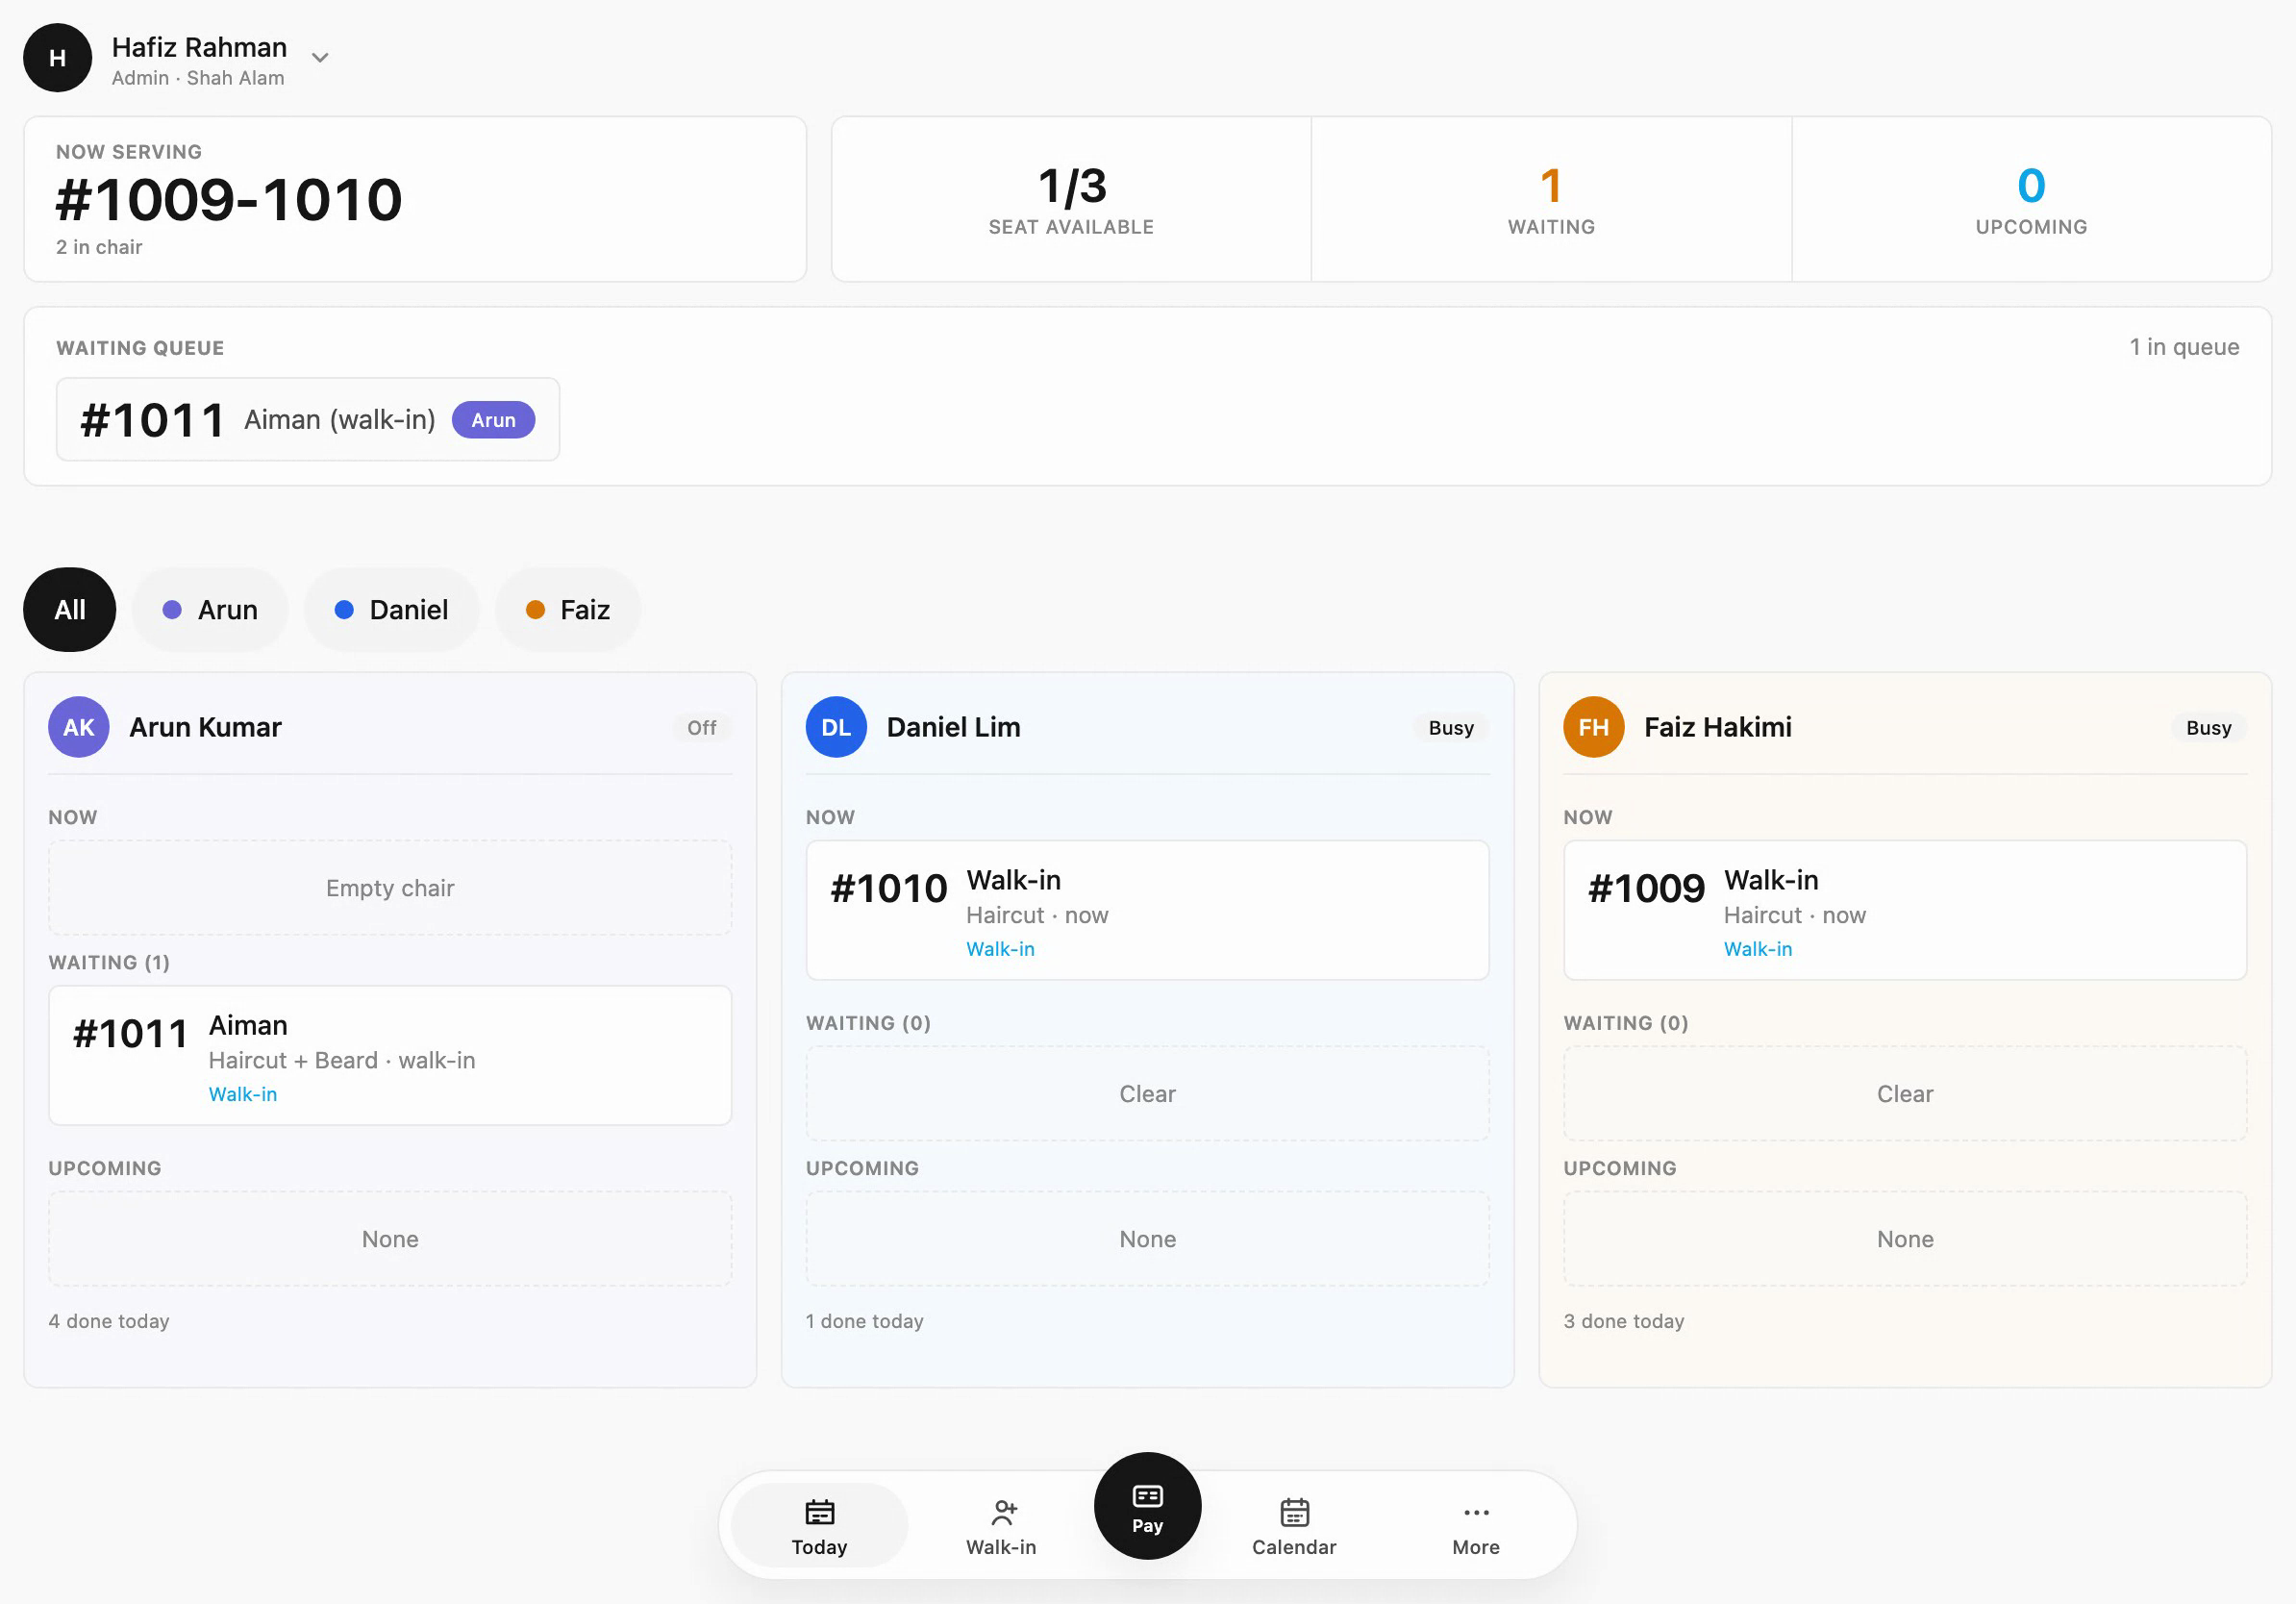 H
Hafiz Rahman
Admin · Shah Alam
NOW SERVING
#1009-1010
2 in chair
1/3
SEAT AVAILABLE
1
WAITING
0
UPCOMING
WAITING QUEUE
1 in queue
#1011 Aiman (walk-in) Arun
All
Arun
Daniel
Faiz
AK Arun Kumar Off
NOW
Empty chair
WAITING (1)
#1011 Aiman
Haircut + Beard · walk-in
Walk-in
UPCOMING
None
4 done today
DL Daniel Lim Busy
NOW
#1010 Walk-in
Haircut · now
Walk-in
WAITING (0)
Clear
UPCOMING
None
1 done today
FH Faiz Hakimi Busy
NOW
#1009 Walk-in
Haircut · now
Walk-in
WAITING (0)
Clear
UPCOMING
None
3 done today
Today
Walk-in
Pay
Calendar
More